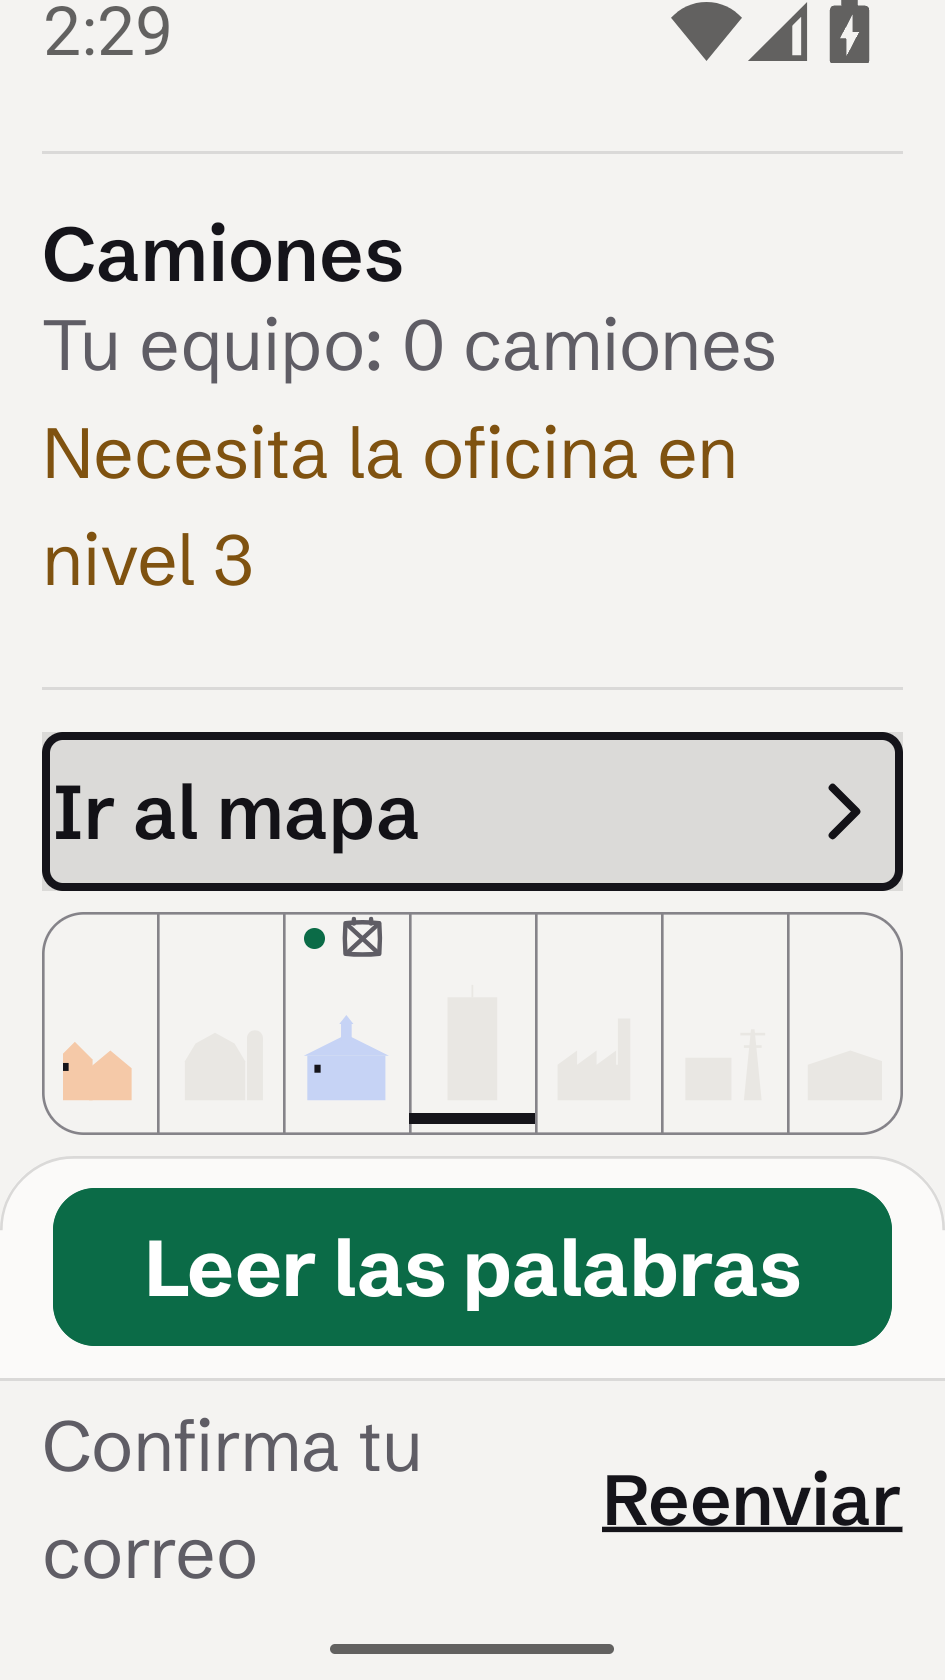 2:29
Camiones
Tu equipo: 0 camiones
Necesita la oficina en
nivel 3
Ir al mapa
Leer las palabras
Confirma tu
correo
Reenviar